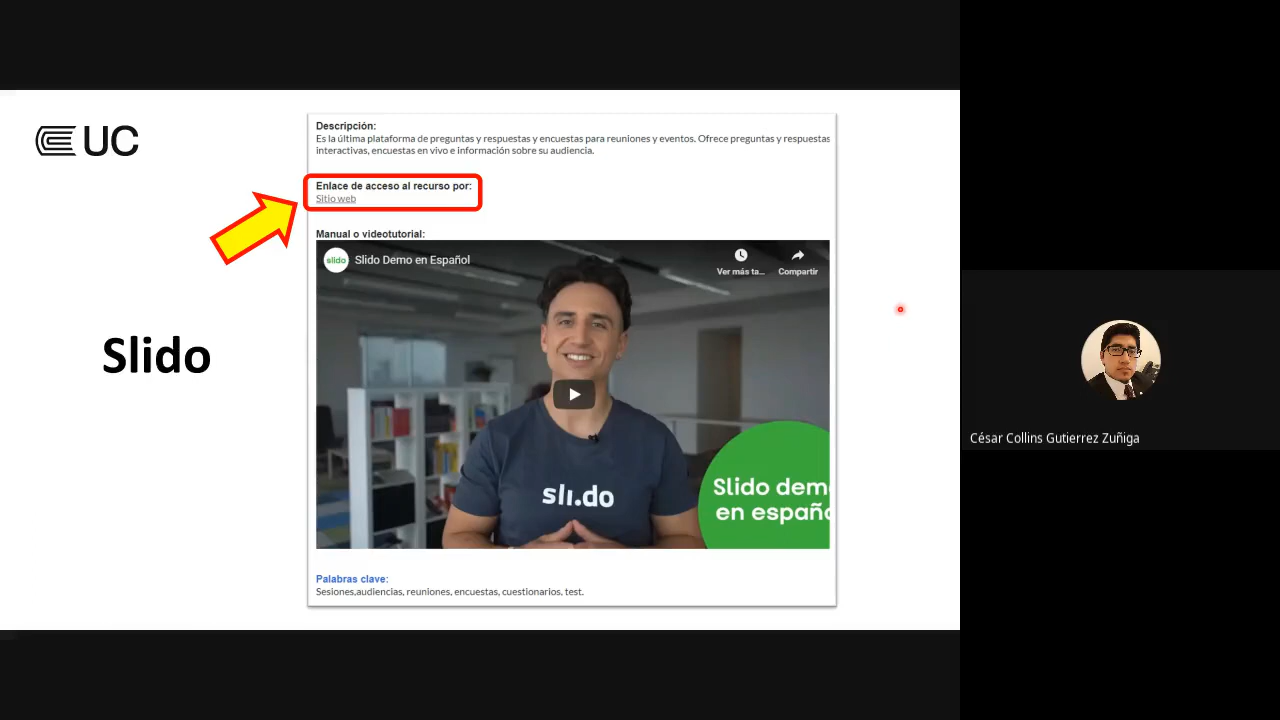 UC
Descripción:
Es la última plataforma de preguntas y respuestas y encuestas para reuniones y eventos. Ofrece preguntas y respuestas
interactivas, encuestas en vivo e información sobre su audiencia.
Enlace de acceso al recurso por:
Sitio web
Manual o videotutorial:
slido
Slido Demo en Español
Ver más ta...
Compartir
Slido
sli.do
Slido dem
en españo
César Collins Gutierrez Zuñiga
Palabras clave:
Sesiones,audiencias, reuniones, encuestas, cuestionarios, test.